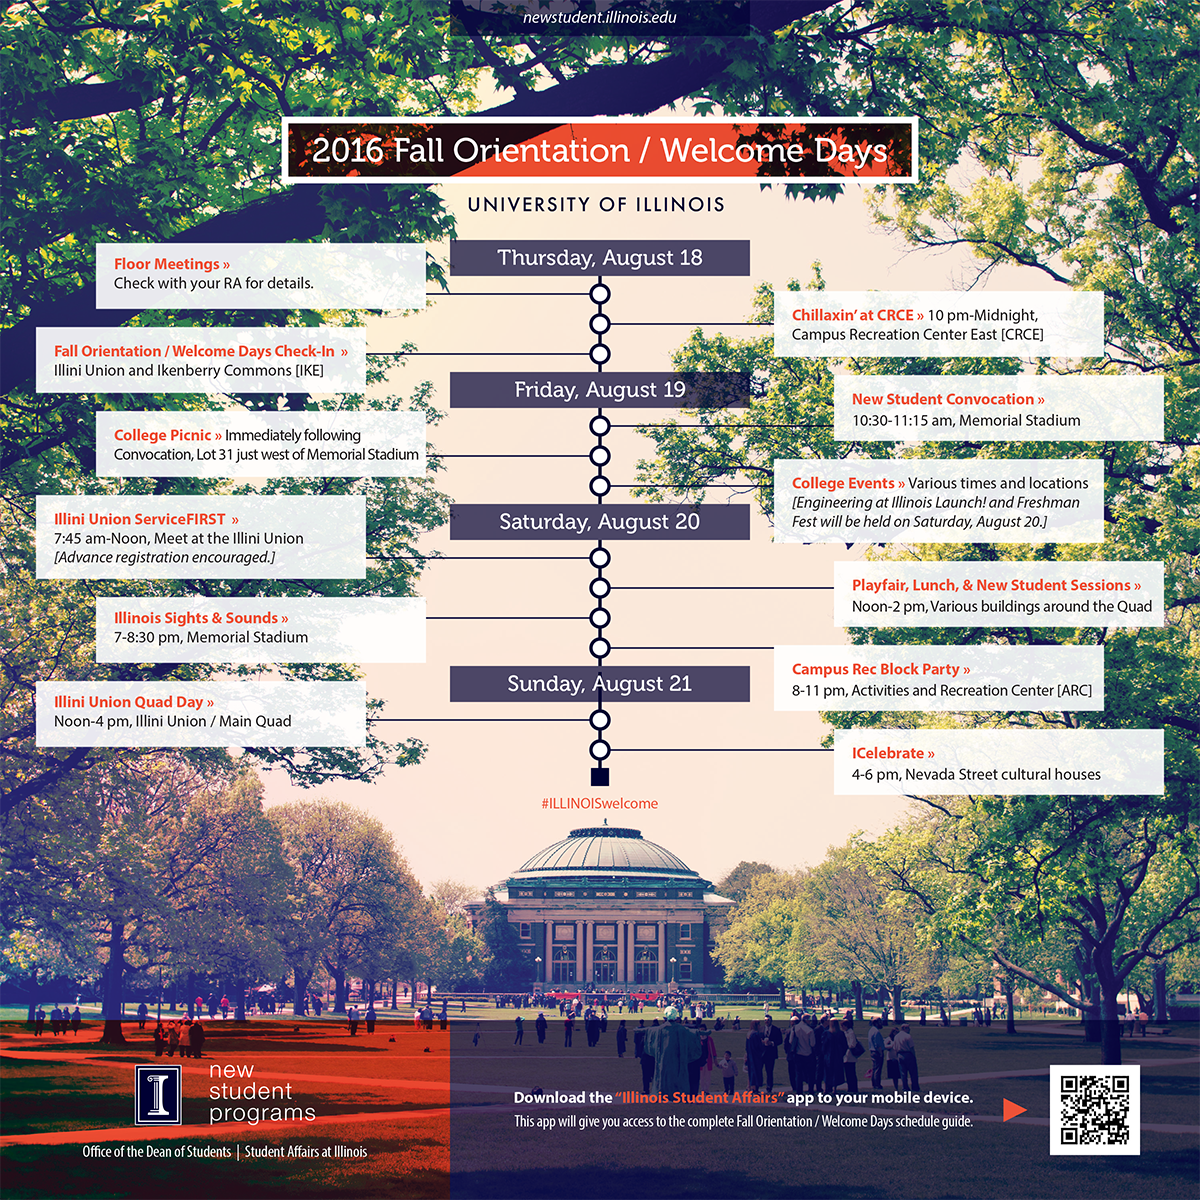 newstudent.illinois.edu
2016 Fall Orientation / Welcome Days
UNIVERSITY OF ILLINOIS
Thursday, August 18
Floor Meetings »
Check with your RA for details.
Chillaxin' at CRCE » 10 pm-Midnight,
Campus Recreation Center East [CRCE]
Fall Orientation / Welcome Days Check-In »
Illini Union and Ikenberry Commons [IKE]
Friday, August 19
New Student Convocation »
10:30-11:15 am, Memorial Stadium
College Picnic » Immediately following
Convocation, Lot 31 just west of Memorial Stadium
College Events » Various times and locations
[Engineering at Illinois Launch! and Freshman
Fest will be held on Saturday, August 20.]
Saturday, August 20
Illini Union ServiceFIRST »
7:45 am-Noon, Meet at the Illini Union
[Advance registration encouraged.]
Playfair, Lunch, & New Student Sessions »
Noon-2 pm, Various buildings around the Quad
Illinois Sights & Sounds »
7-8:30 pm, Memorial Stadium
Campus Rec Block Party »
8-11 pm, Activities and Recreation Center [ARC]
Sunday, August 21
Illini Union Quad Day »
Noon-4 pm, Illini Union / Main Quad
ICelebrate »
4-6 pm, Nevada Street cultural houses
#ILLINOISwelcome
I
new
student
programs
Office of the Dean of Students | Student Affairs at Illinois
Download the "Illinois Student Affairs" app to your mobile device.
This app will give you access to the complete Fall Orientation / Welcome Days schedule guide.